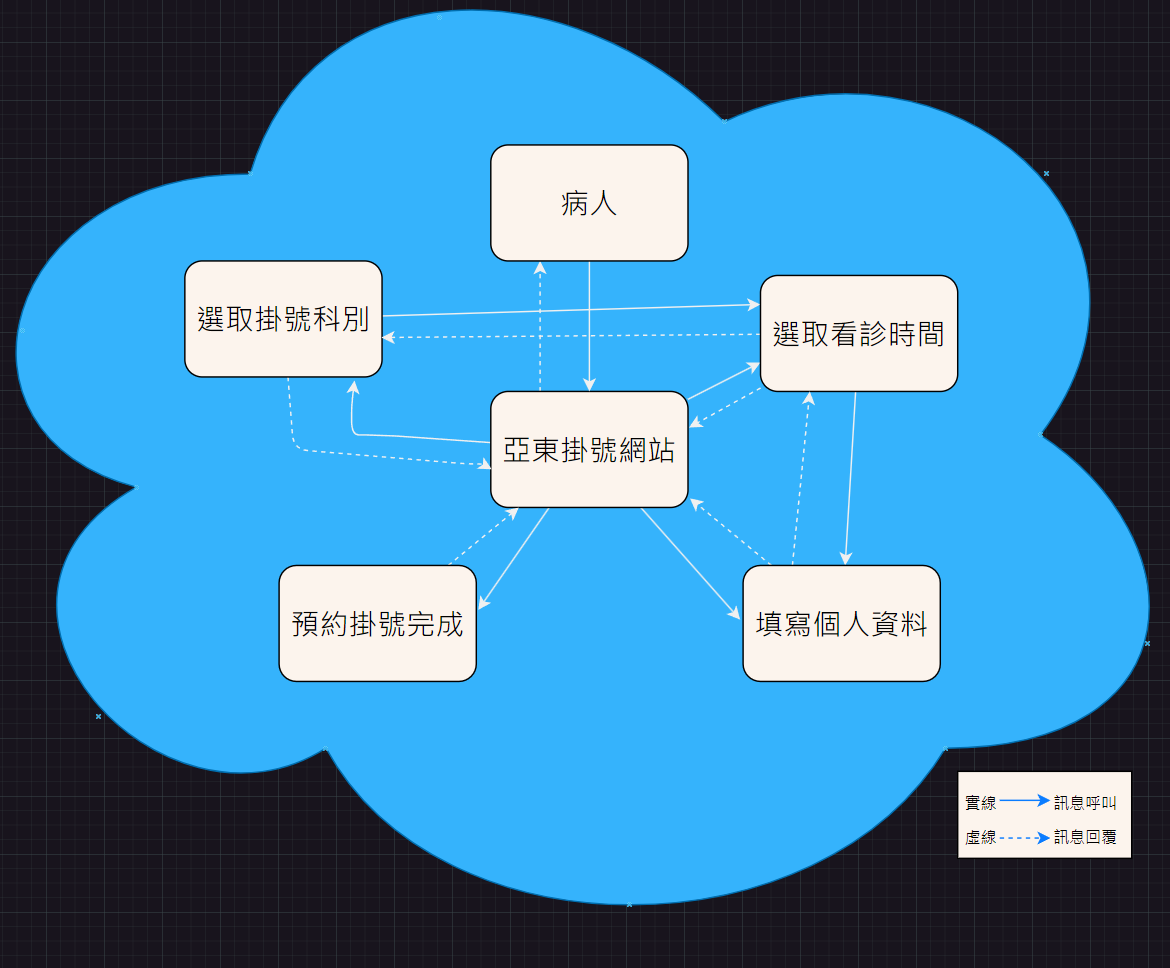 病人
選取掛號科別
選取看診時間
亞東掛號網站
預約掛號完成
填寫個人資料
實線 訊息呼叫
虛線 訊息回覆